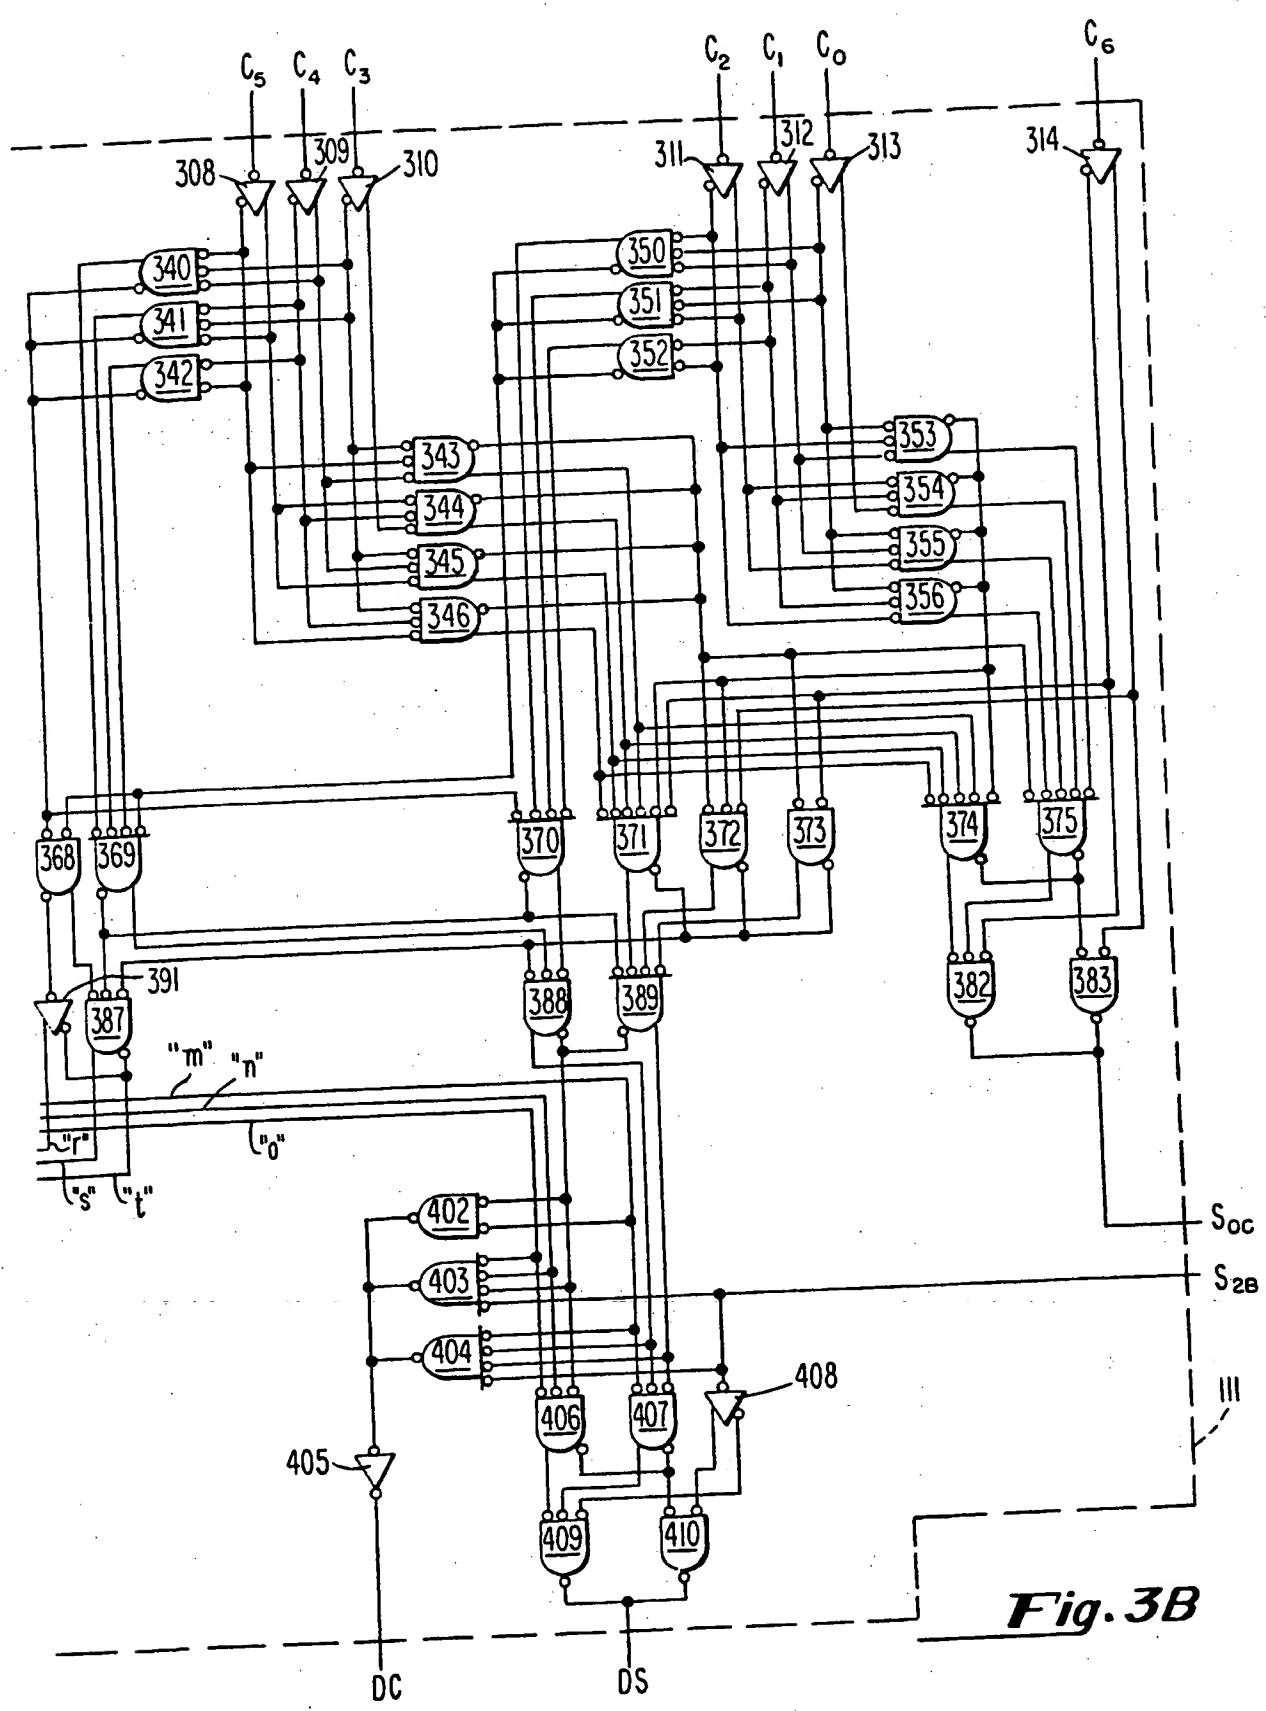 C5 C4 C3 C2 C1 C0 C6
308 309 310 311 312 313 314
340 350
341 351
342 352
343 353
344 354
345 355
346 356
368 369 370 371 372 373 374 375
391 387 388 389 382 383
"m" "n"
"r" "o"
"s" "t"
402 SOC
403 S2B
404
408
406 407 111
405
409 410
Fig. 3B
DC DS